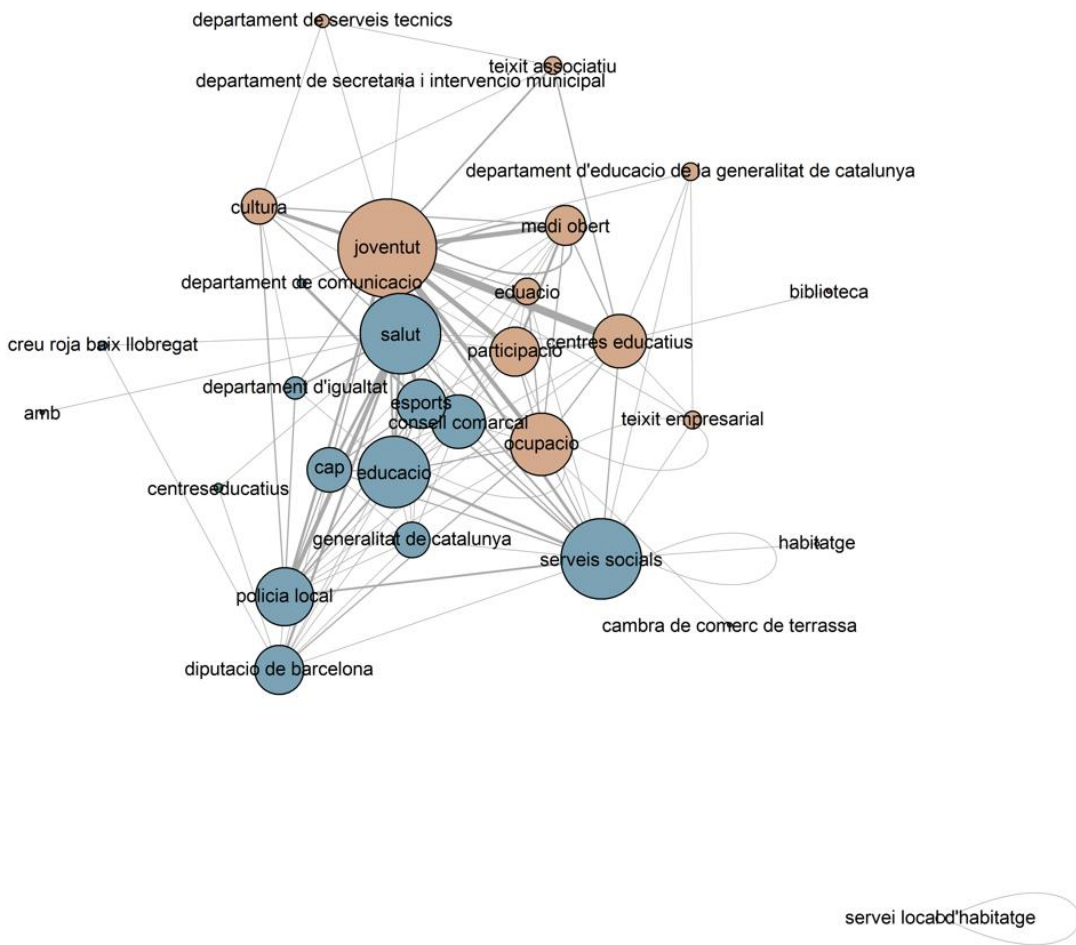 departament de serveis tecnics
teixit associatiu
departament de secretaria i intervencio municipal
departament d'educacio de la generalitat de catalunya
cultura
medi obert
joventut
departament de comunicacio
eduacio
biblioteca
salut
creu roja baix llobregat
participacio
centres educatius
departament d'igualtat
esports
amb
consell comarcal
teixit empresarial
ocupacio
cap
educacio
centreseducatius
generalitat de catalunya
habitatge
serveis socials
policia local
cambra de comerc de terrassa
diputacio de barcelona
servei local d'habitatge